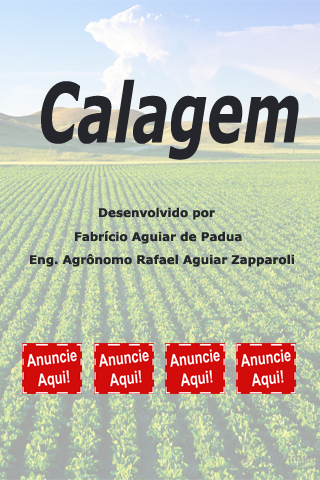 Calagem
Desenvolvido por
Fabrício Aguiar de Padua
Eng. Agrônomo Rafael Aguiar Zapparoli
Anuncie Anuncie Anuncie Anuncie
Aqui! Aqui! Aqui! Aqui!